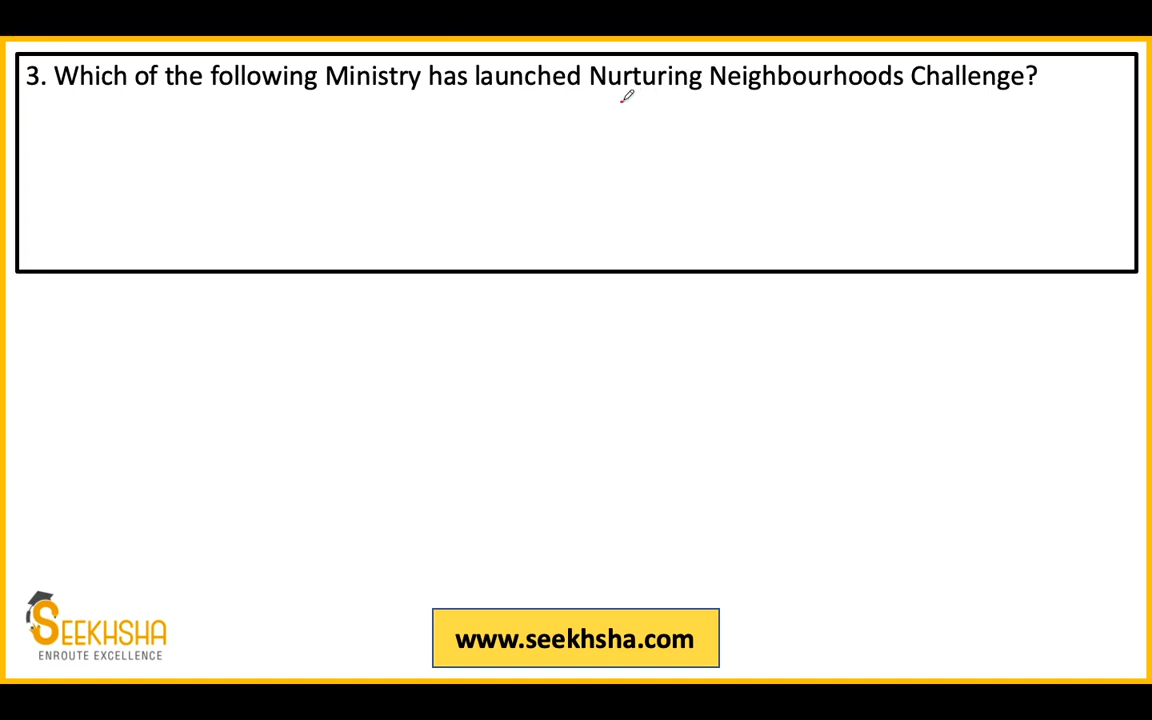 3. Which of the following Ministry has launched Nurturing Neighbourhoods Challenge?
SEEKHSHA
ENROUTE EXCELLENCE
www.seekhsha.com